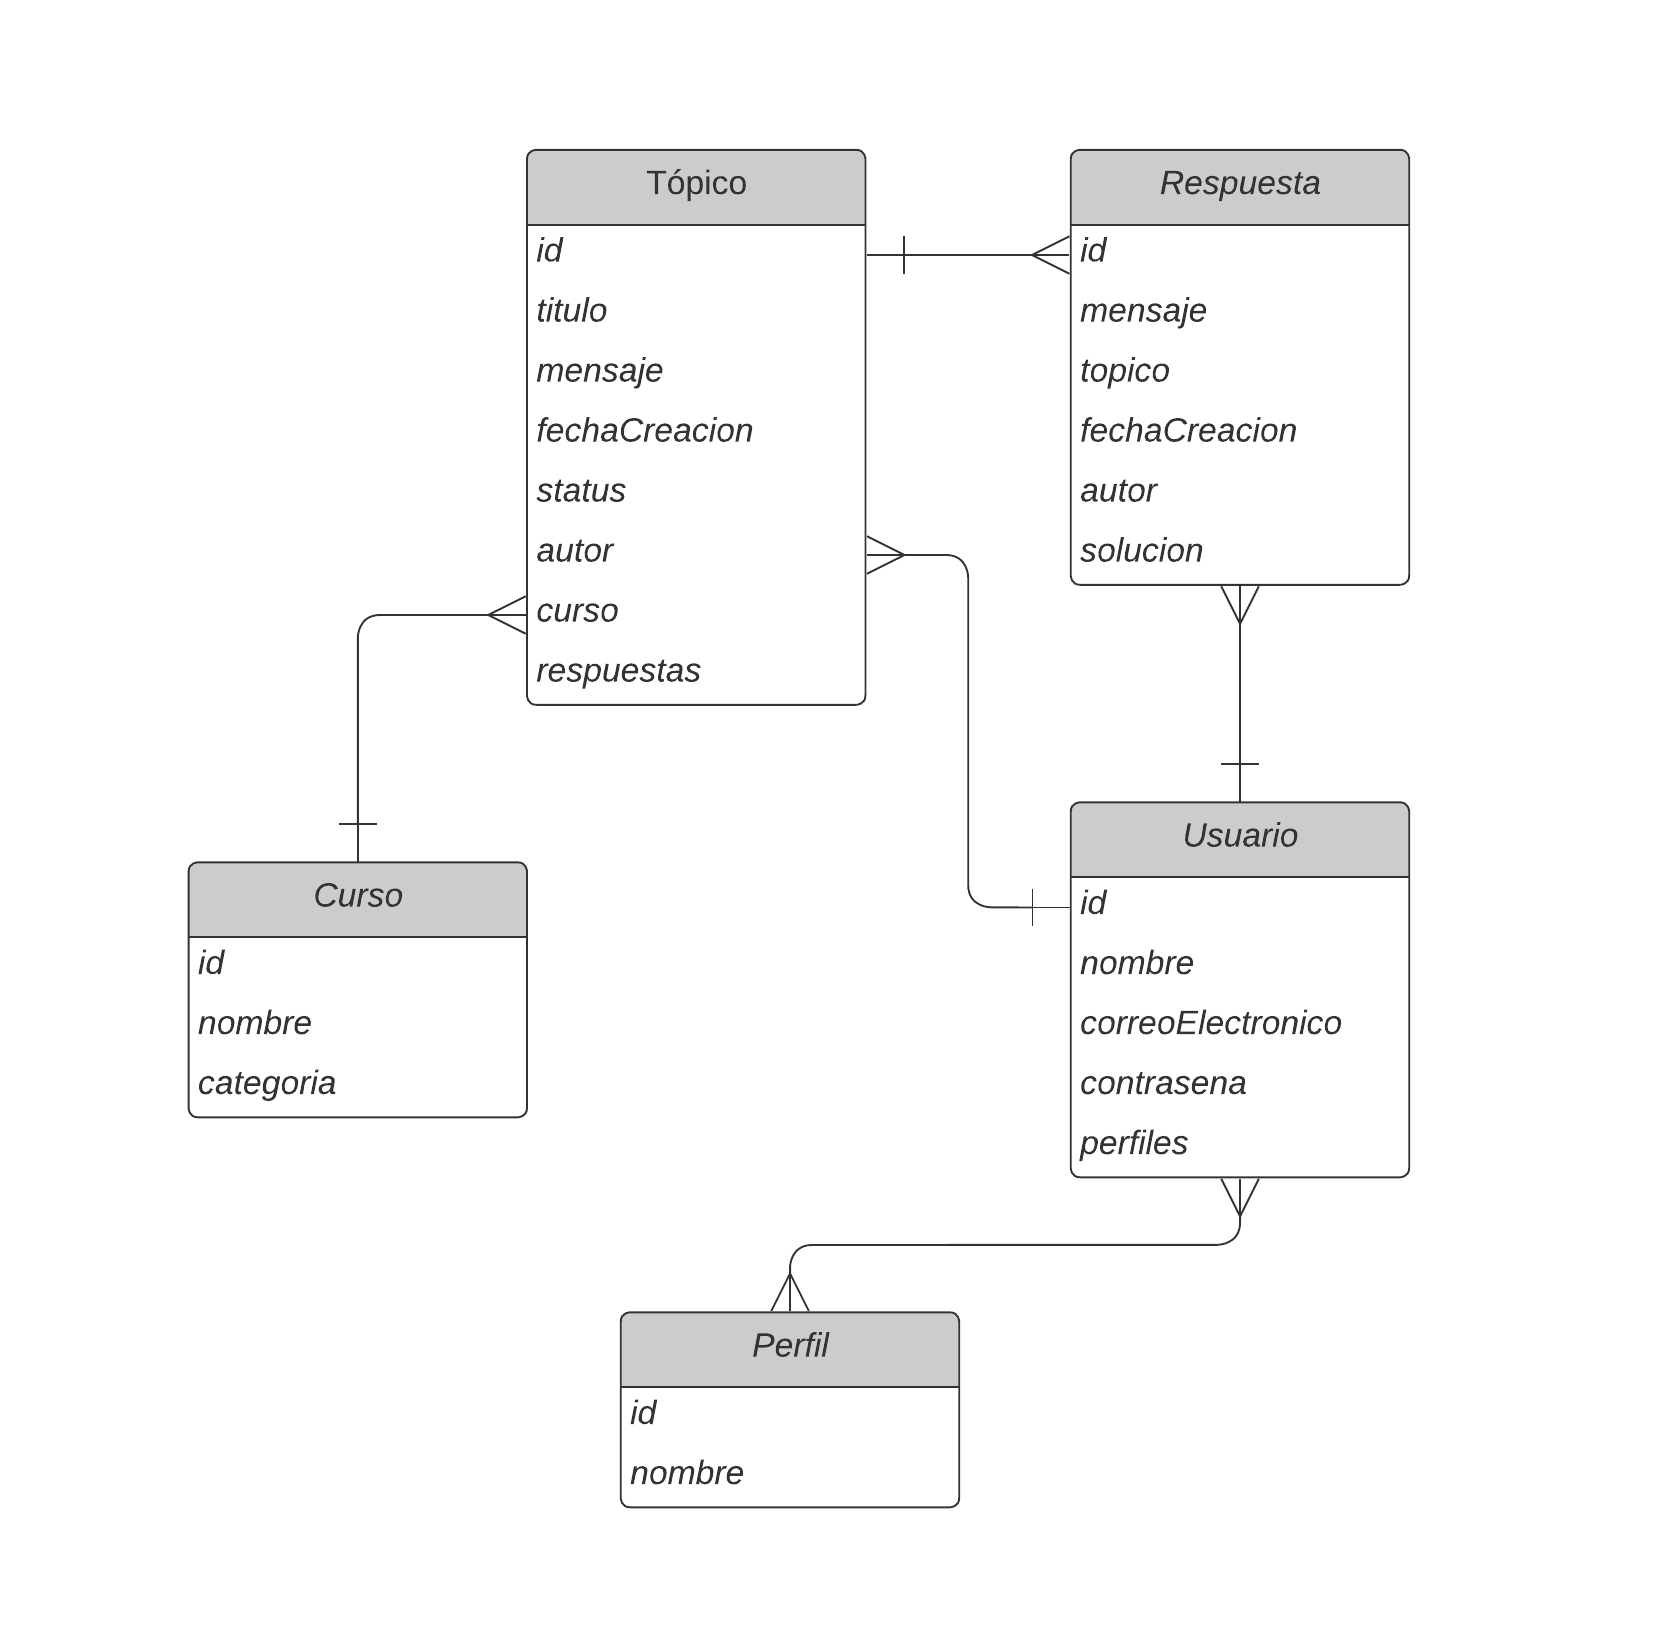 Tópico
id
titulo
mensaje
fechaCreacion
status
autor
curso
respuestas
Respuesta
id
mensaje
topico
fechaCreacion
autor
solucion
Curso
id
nombre
categoria
Usuario
id
nombre
correoElectronico
contrasena
perfiles
Perfil
id
nombre